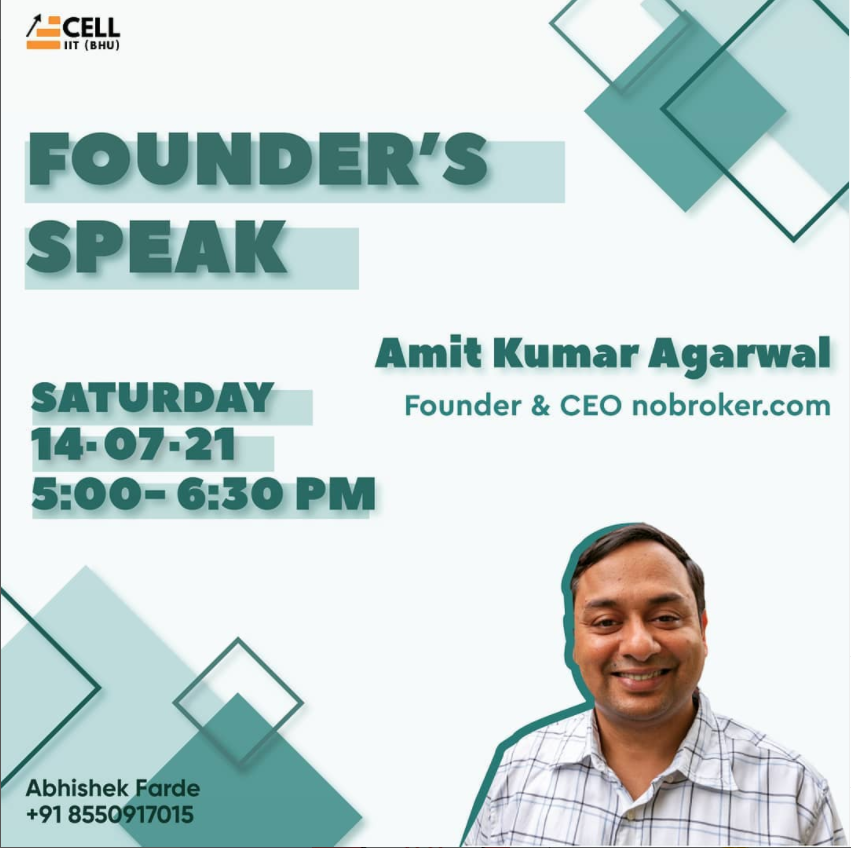 CELL
IIT (BHU)
FOUNDER'S
SPEAK
Amit Kumar Agarwal
Founder & CEO nobroker.com
SATURDAY
14-07-21
5:00- 6:30 PM
Abhishek Farde
+91 8550917015